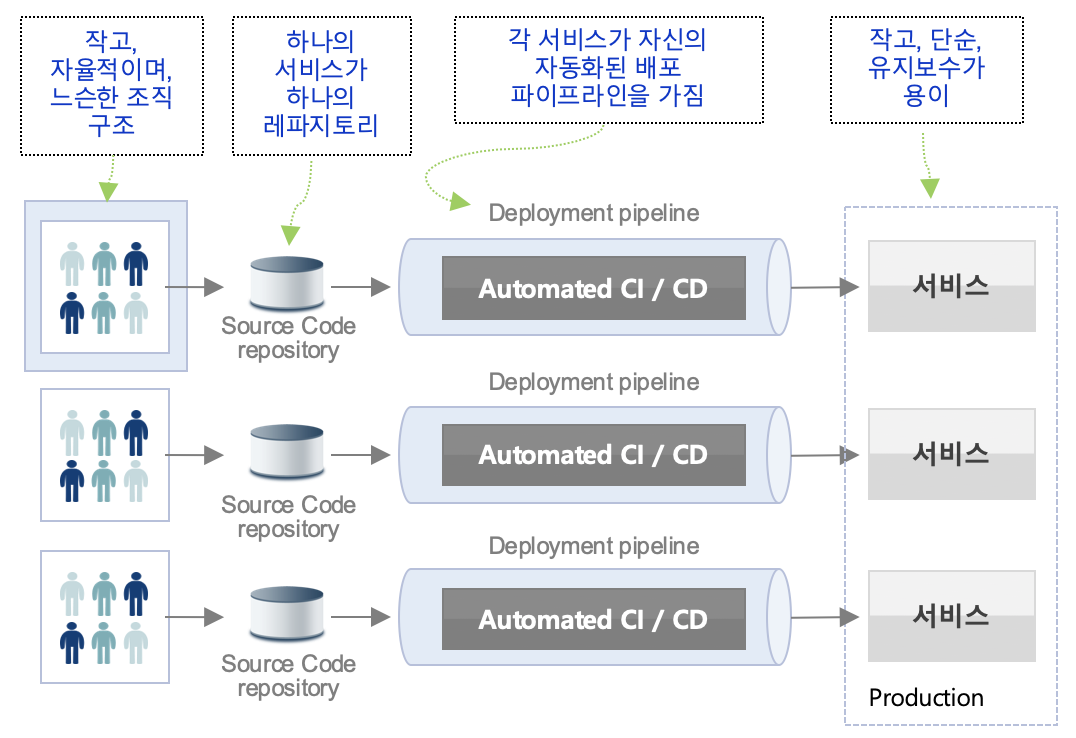 작고,
자율적이며,
느슨한 조직
구조
하나의
서비스가
하나의
레파지토리
각 서비스가 자신의
자동화된 배포
파이프라인을 가짐
작고, 단순,
유지보수가
용이
Deployment pipeline
Automated CI / CD
서비스
Source Code
repository
Deployment pipeline
Automated CI / CD
서비스
Source Code
repository
Deployment pipeline
Automated CI / CD
서비스
Source Code
repository
Production